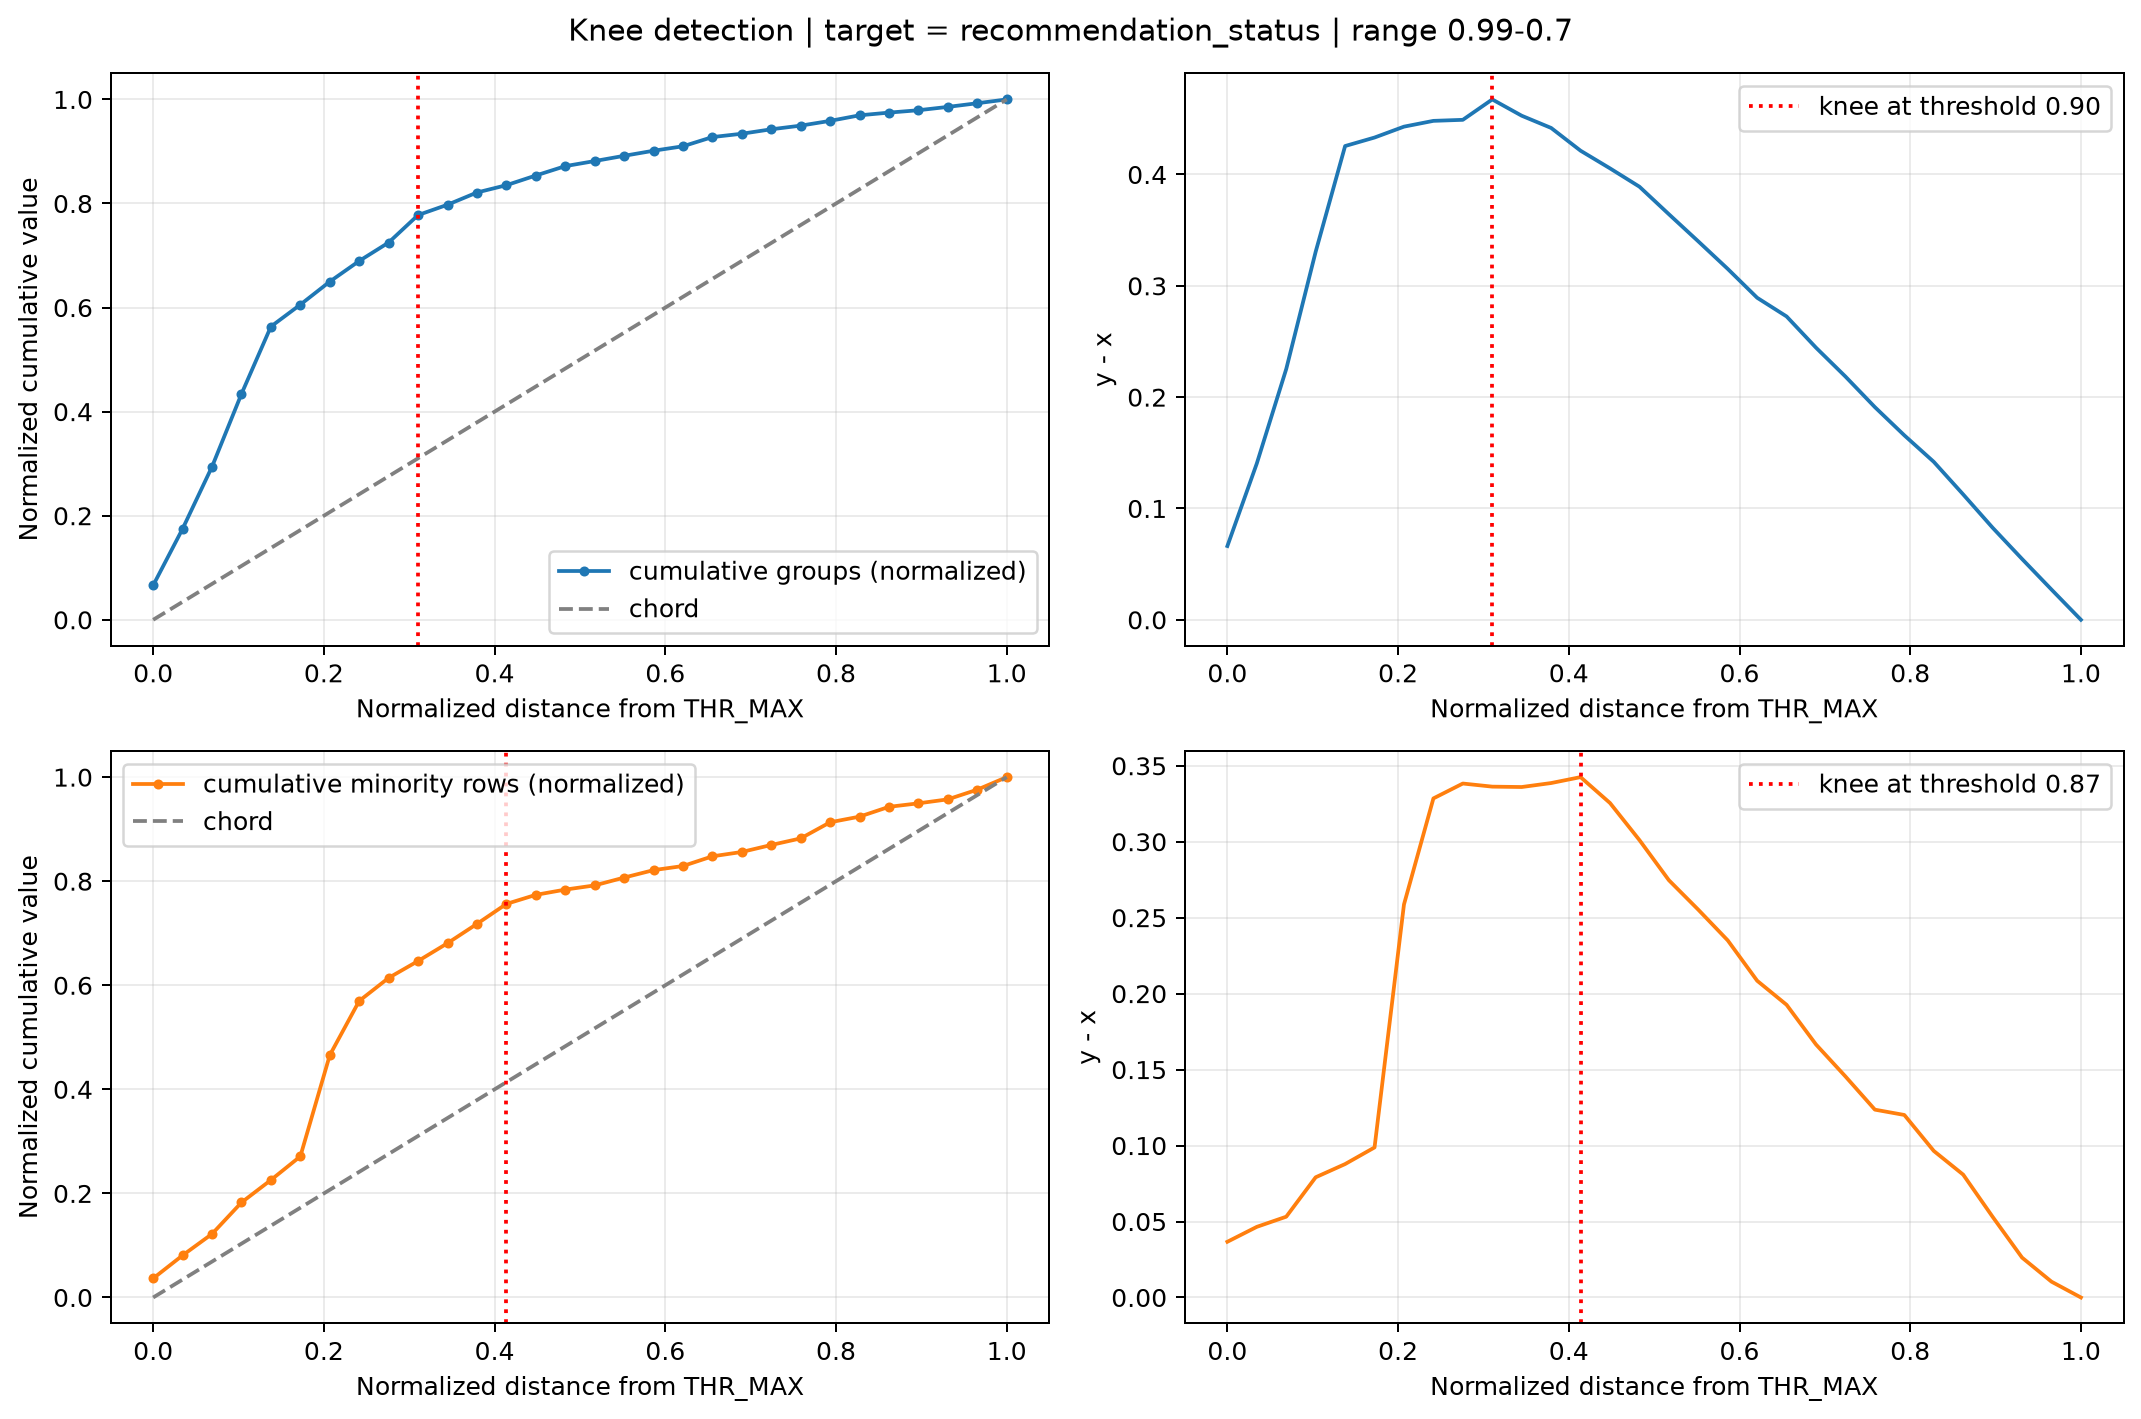 Knee detection | target = recommendation_status | range 0.99-0.7
Normalized cumulative value
1.0
0.8
0.6
0.4
0.2
0.0
cumulative groups (normalized)
chord
0.0 0.2 0.4 0.6 0.8 1.0
Normalized distance from THR_MAX
y - x
0.4
0.3
0.2
0.1
0.0
knee at threshold 0.90
0.0 0.2 0.4 0.6 0.8 1.0
Normalized distance from THR_MAX
Normalized cumulative value
1.0
0.8
0.6
0.4
0.2
0.0
cumulative minority rows (normalized)
chord
0.0 0.2 0.4 0.6 0.8 1.0
Normalized distance from THR_MAX
y - x
0.35
0.30
0.25
0.20
0.15
0.10
0.05
0.00
knee at threshold 0.87
0.0 0.2 0.4 0.6 0.8 1.0
Normalized distance from THR_MAX